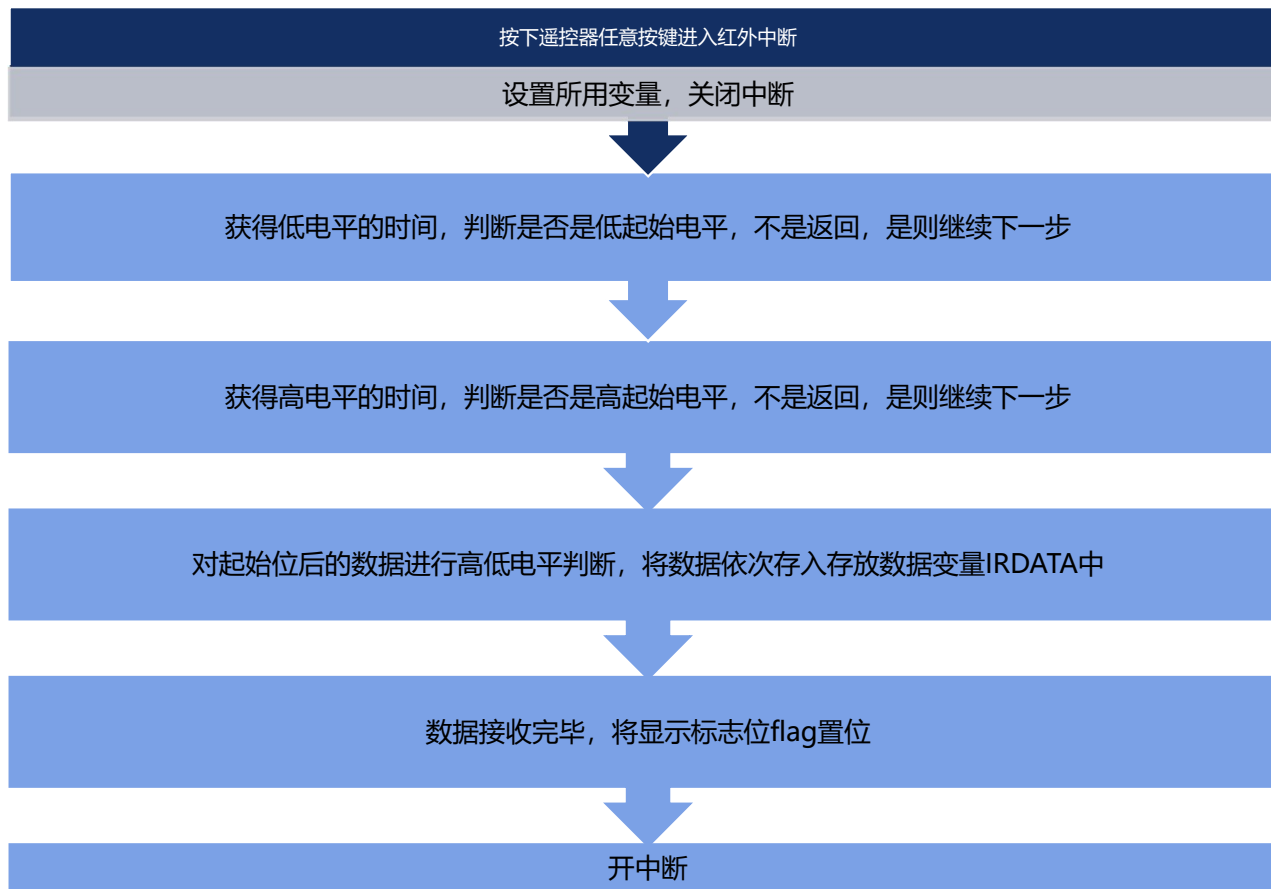 按下遥控器任意按键进入红外中断
设置所用变量，关闭中断
获得低电平的时间，判断是否是低起始电平，不是返回，是则继续下一步
获得高电平的时间，判断是否是高起始电平，不是返回，是则继续下一步
对起始位后的数据进行高低电平判断，将数据依次存入存放数据变量IRDATA中
数据接收完毕，将显示标志位flag置位
开中断